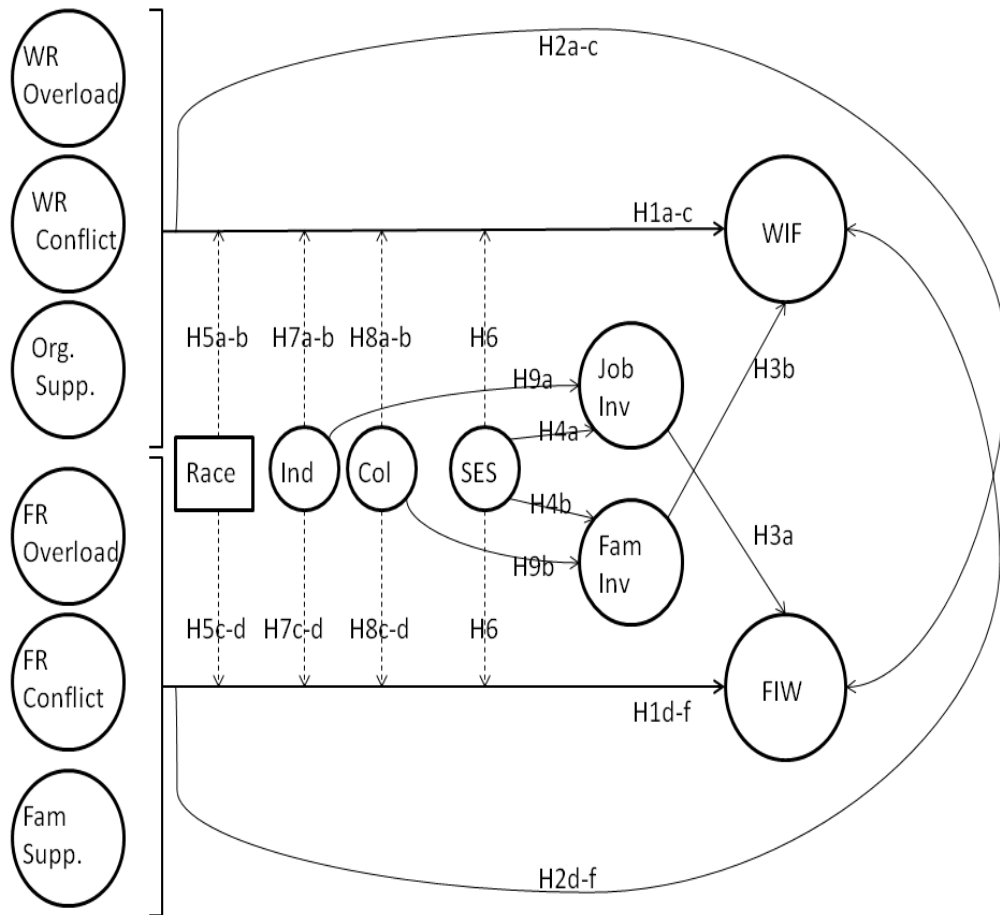 WR
Overload
WR
Conflict
Org.
Supp.
FR
Overload
FR
Conflict
Fam
Supp.
H2a-c
H1a-c
WIF
H5a-b
H7a-b
H8a-b
H6
H9a
Job
Inv
H3b
H4a
Race
Ind
Col
SES
H4b
H9b
Fam
Inv
H3a
H5c-d
H7c-d
H8c-d
H6
H1d-f
FIW
H2d-f